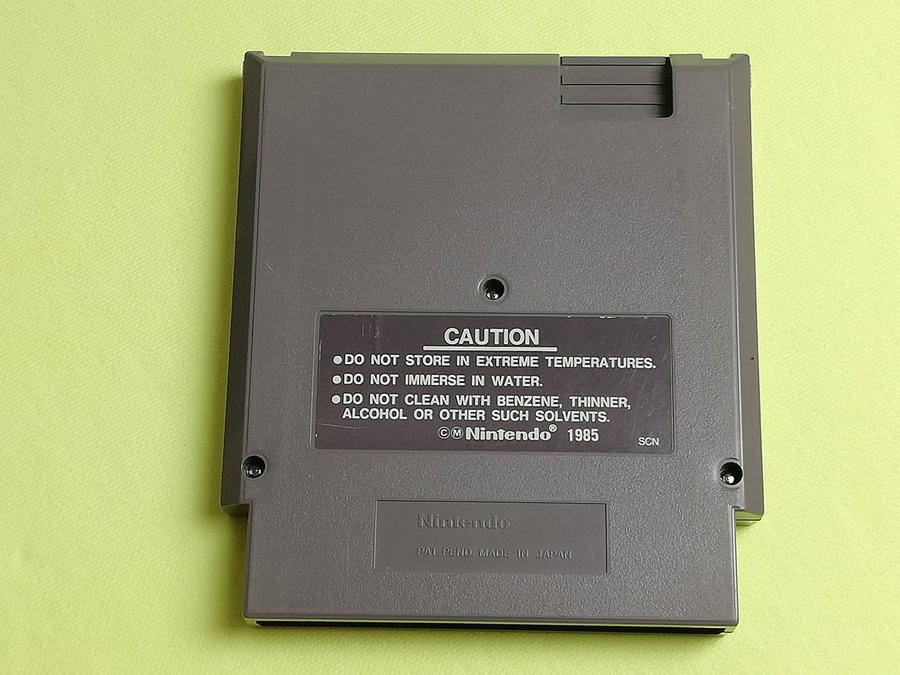 CAUTION
●DO NOT STORE IN EXTREME TEMPERATURES.
●DO NOT IMMERSE IN WATER.
●DO NOT CLEAN WITH BENZENE, THINNER,
ALCOHOL OR OTHER SUCH SOLVENTS.
©Ⓜ Nintendo® 1985
SCN
Nintendo®
PAT. PEND. MADE IN JAPAN